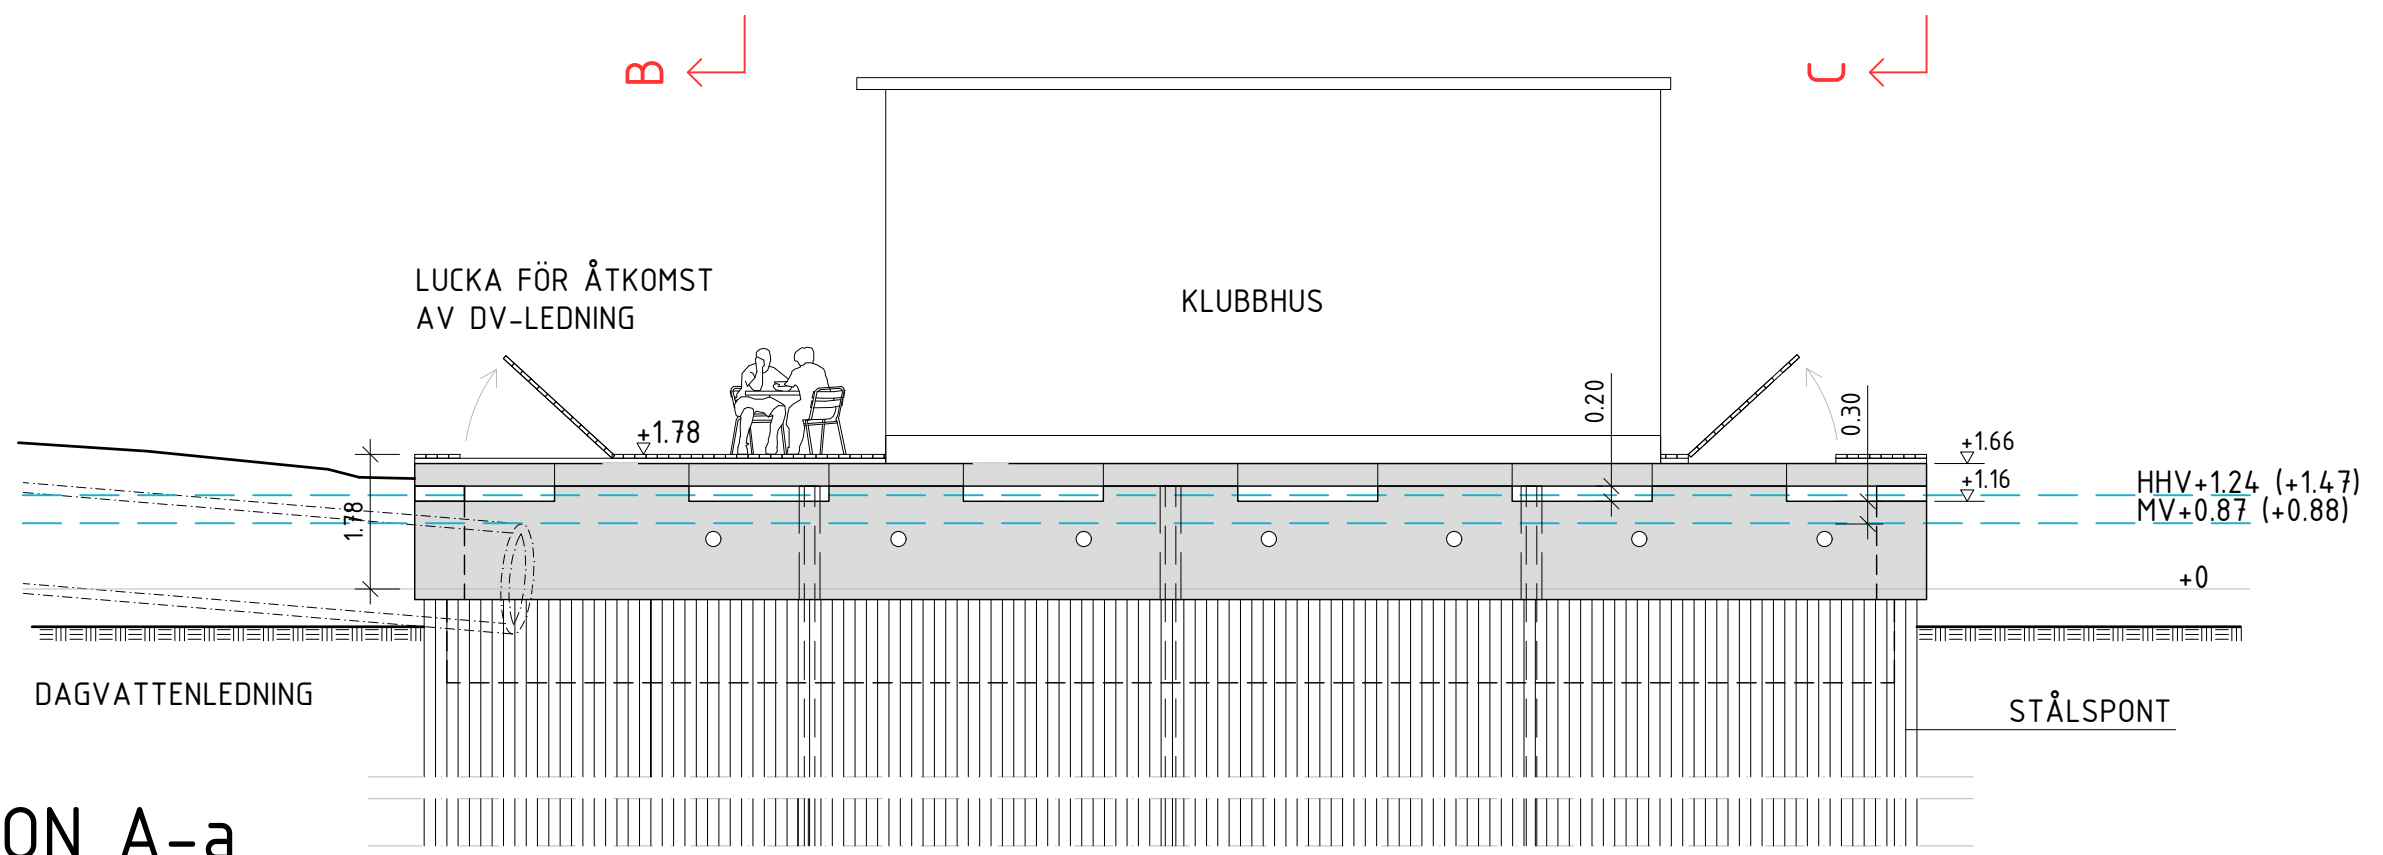 B
C
LUCKA FÖR ÅTKOMST
AV DV-LEDNING
KLUBBHUS
0.20
0.30
+1.78
+1.66
+1.16
HHV+1.24 (+1.47)
MV+0.87 (+0.88)
1.78
+0
DAGVATTENLEDNING
STÅLSPONT
ON A-a